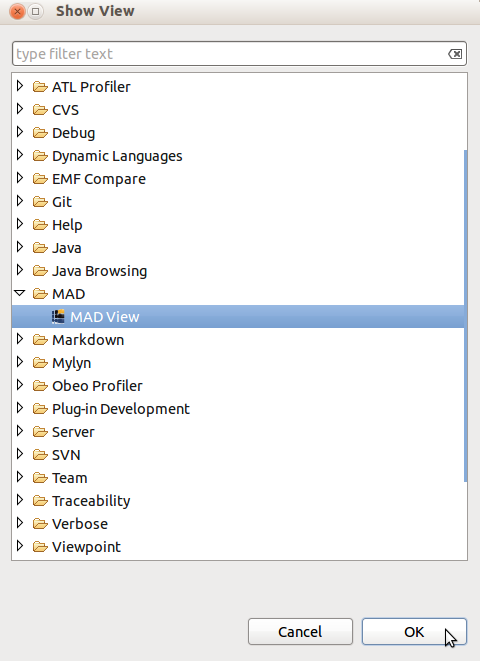 Show View
type filter text
ATL Profiler
CVS
Debug
Dynamic Languages
EMF Compare
Git
Help
Java
Java Browsing
MAD
MAD View
Markdown
Mylyn
Obeo Profiler
Plug-in Development
Server
SVN
Team
Traceability
Verbose
Viewpoint
Cancel OK